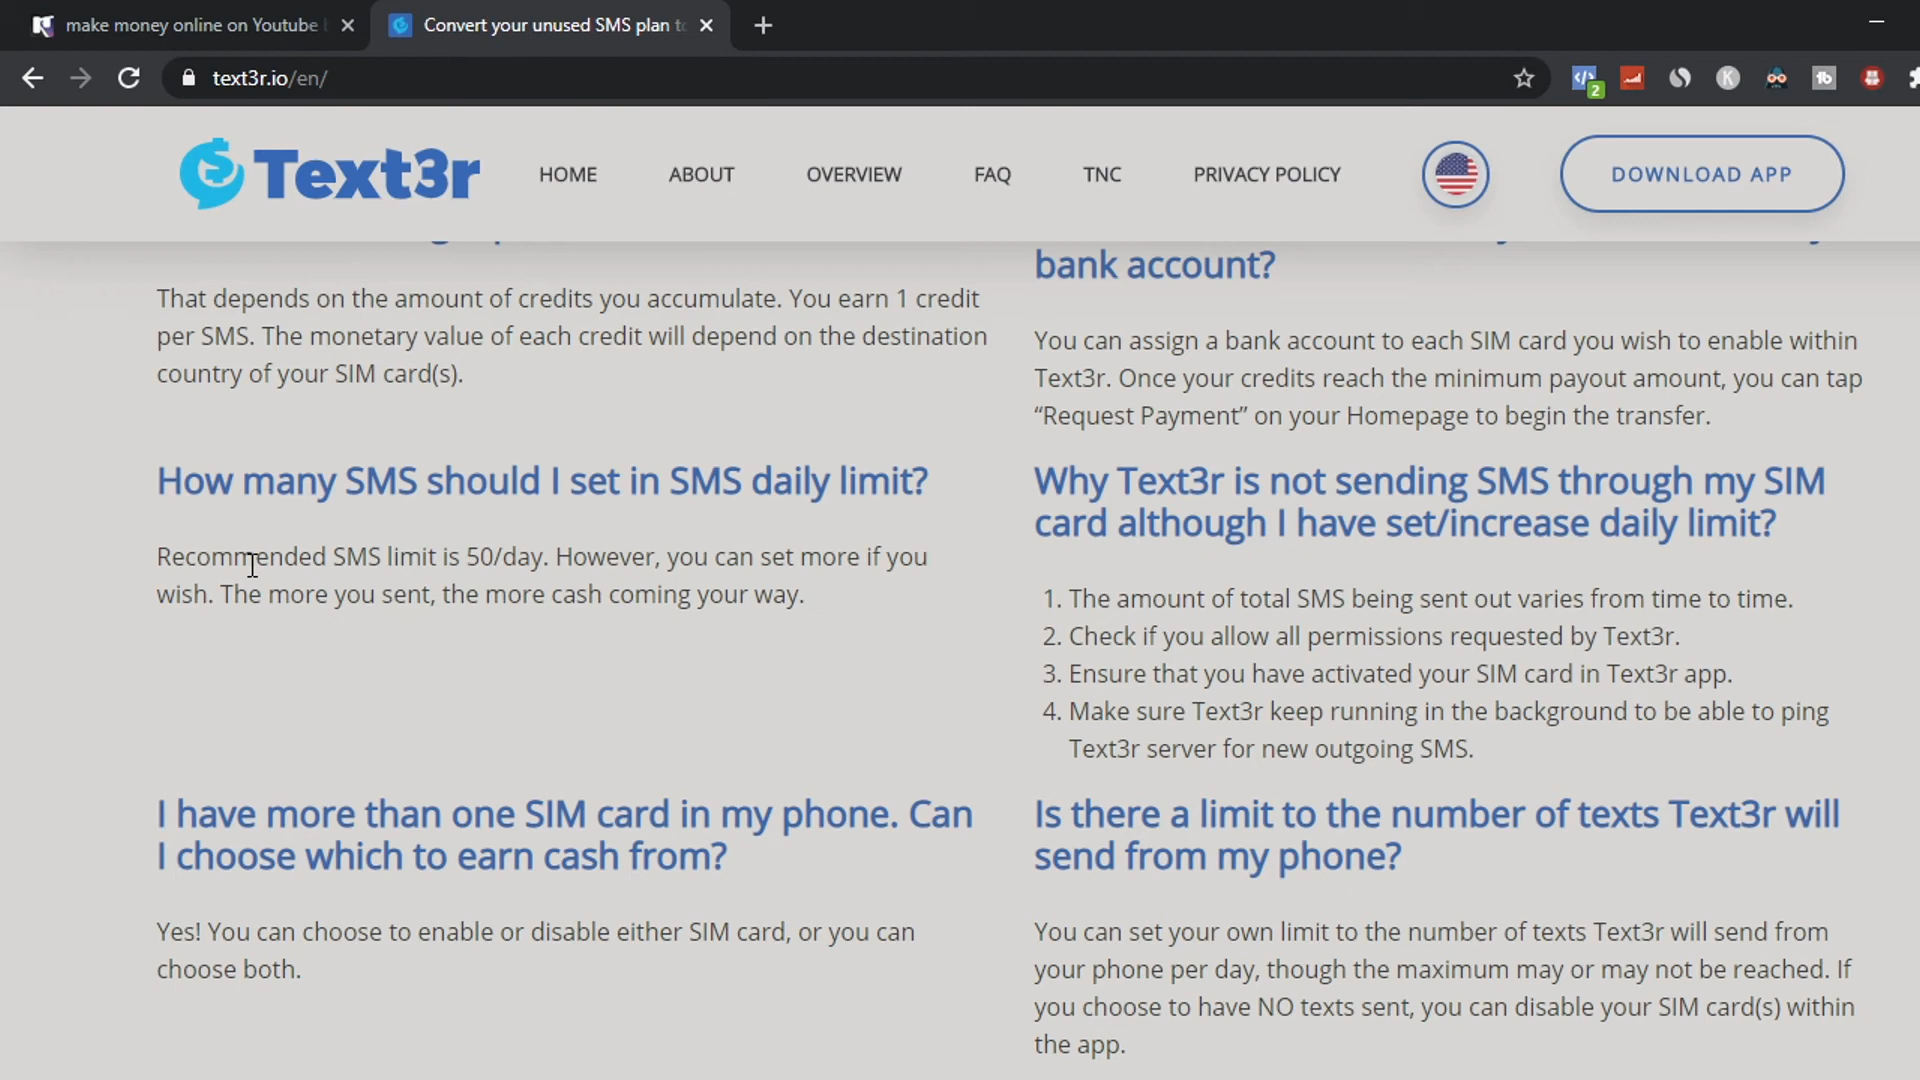 make money online on Youtube
Convert your unused SMS plan to
text3r.io/en/
2
K
tb
Text3r
HOME
ABOUT
OVERVIEW
FAQ
TNC
PRIVACY POLICY
DOWNLOAD APP
That depends on the amount of credits you accumulate. You earn 1 credit
per SMS. The monetary value of each credit will depend on the destination
country of your SIM card(s).
bank account?
You can assign a bank account to each SIM card you wish to enable within
Text3r. Once your credits reach the minimum payout amount, you can tap
“Request Payment” on your Homepage to begin the transfer.
How many SMS should I set in SMS daily limit?
Recommended SMS limit is 50/day. However, you can set more if you
wish. The more you sent, the more cash coming your way.
Why Text3r is not sending SMS through my SIM
card although I have set/increase daily limit?
1. The amount of total SMS being sent out varies from time to time.
2. Check if you allow all permissions requested by Text3r.
3. Ensure that you have activated your SIM card in Text3r app.
4. Make sure Text3r keep running in the background to be able to ping
Text3r server for new outgoing SMS.
I have more than one SIM card in my phone. Can
I choose which to earn cash from?
Yes! You can choose to enable or disable either SIM card, or you can
choose both.
Is there a limit to the number of texts Text3r will
send from my phone?
You can set your own limit to the number of texts Text3r will send from
your phone per day, though the maximum may or may not be reached. If
you choose to have NO texts sent, you can disable your SIM card(s) within
the app.